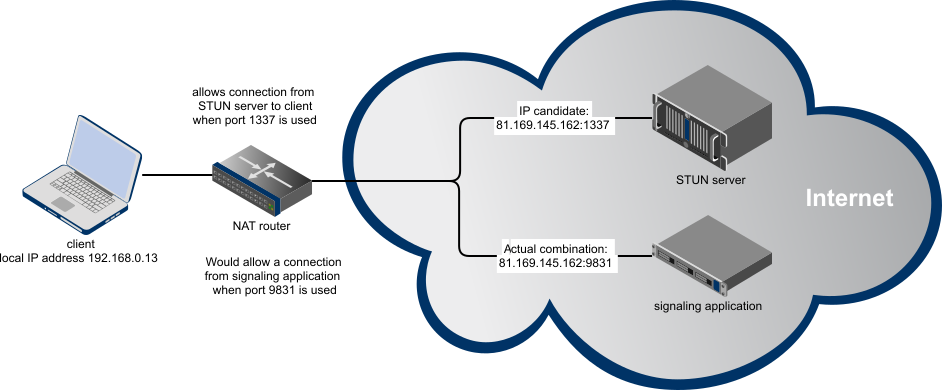 allows connection from
STUN server to client
when port 1337 is used
IP candidate:
81.169.145.162:1337
STUN server
Internet
NAT router
client
local IP address 192.168.0.13
Would allow a connection
from signaling application
when port 9831 is used
Actual combination:
81.169.145.162:9831
signaling application